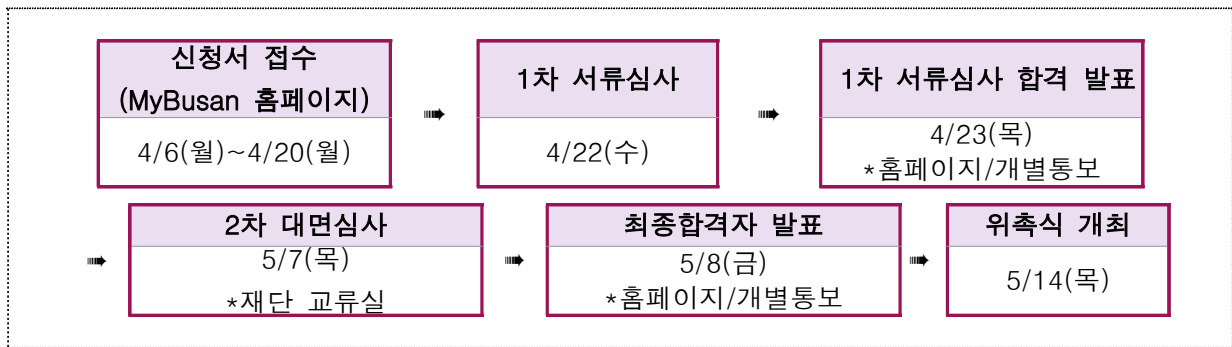 신청서 접수
(MyBusan 홈페이지)
4/6(월)~4/20(월)
➠
1차 서류심사
4/22(수)
➠
1차 서류심사 합격 발표
4/23(목)
*홈페이지/개별통보
➠
2차 대면심사
5/7(목)
*재단 교류실
➠
최종합격자 발표
5/8(금)
*홈페이지/개별통보
➠
위촉식 개최
5/14(목)